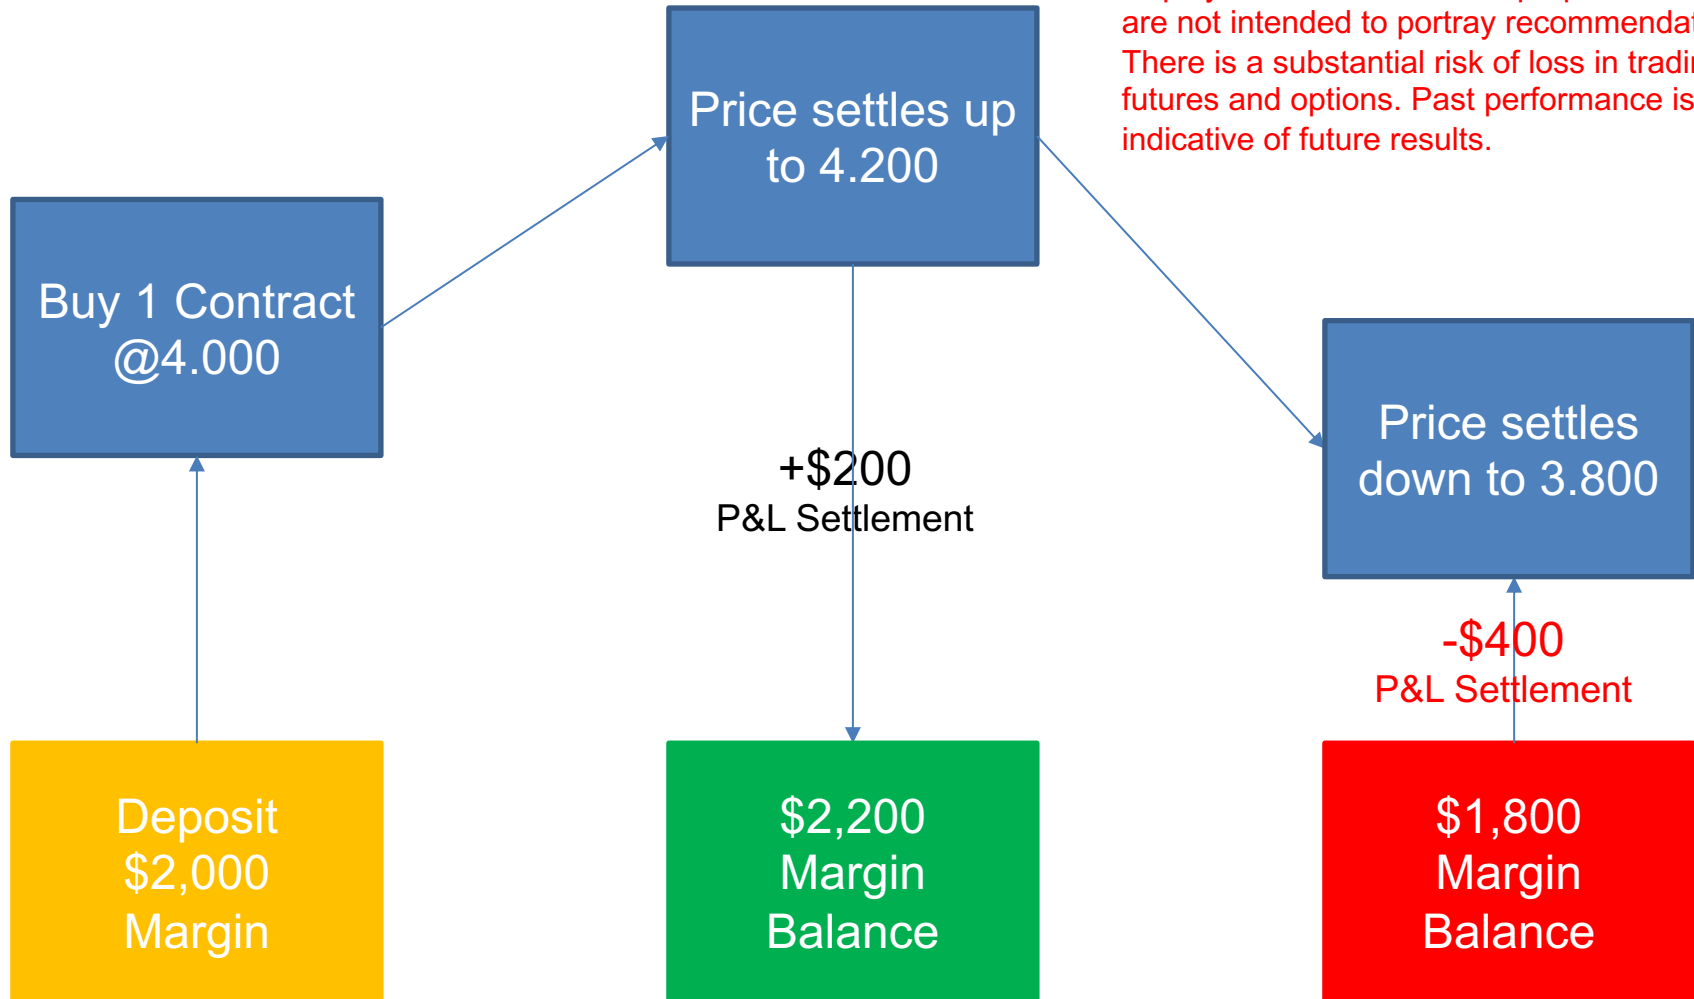 are not intended to portray
There is a substantial risk of loss in
futures and options. Past performance is
indicative of future results.
Price settles up
to 4.200
Buy 1 Contract
@4.000
Price settles
down to 3.800
+$200
P&L Settlement
-$400
P&L Settlement
Deposit
$2,000
Margin
$2,200
Margin
Balance
$1,800
Margin
Balance